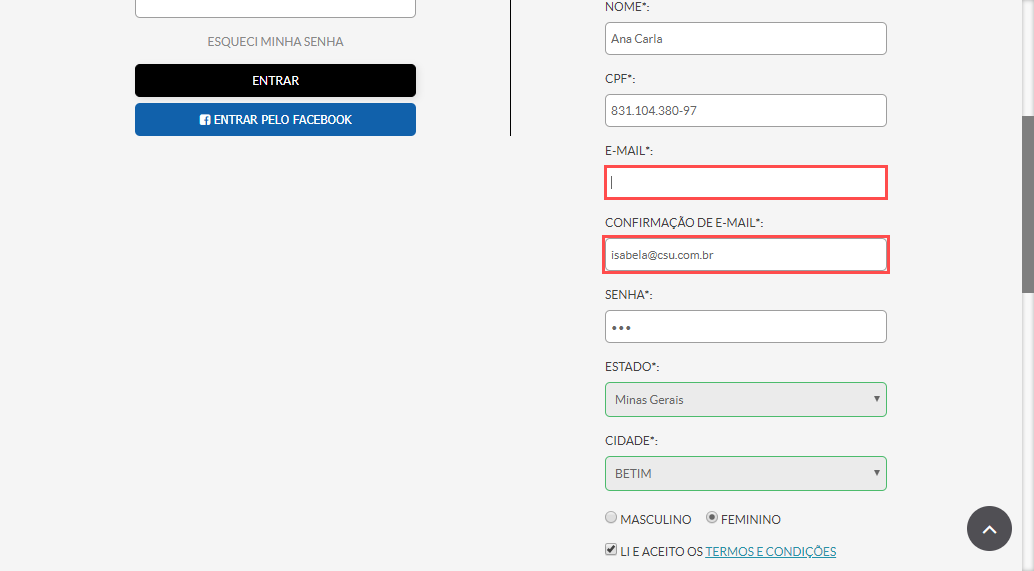 ESQUECI MINHA SENHA
ENTRAR
ENTRAR PELO FACEBOOK
NOME*:
Ana Carla
CPF*:
831.104.380-97
E-MAIL*:
CONFIRMAÇÃO DE E-MAIL*:
isabela@csu.com.br
SENHA*:
•••
ESTADO*:
Minas Gerais
CIDADE*:
BETIM
MASCULINO FEMININO
LI E ACEITO OS TERMOS E CONDIÇÕES